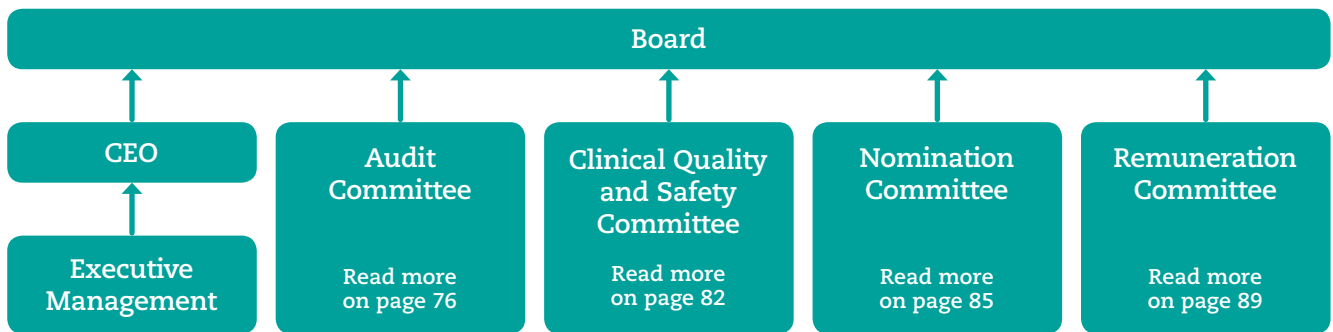 Board
CEO
Executive
Management
Audit
Committee
Read more
on page 76
Clinical Quality
and Safety
Committee
Read more
on page 82
Nomination
Committee
Read more
on page 85
Remuneration
Committee
Read more
on page 89